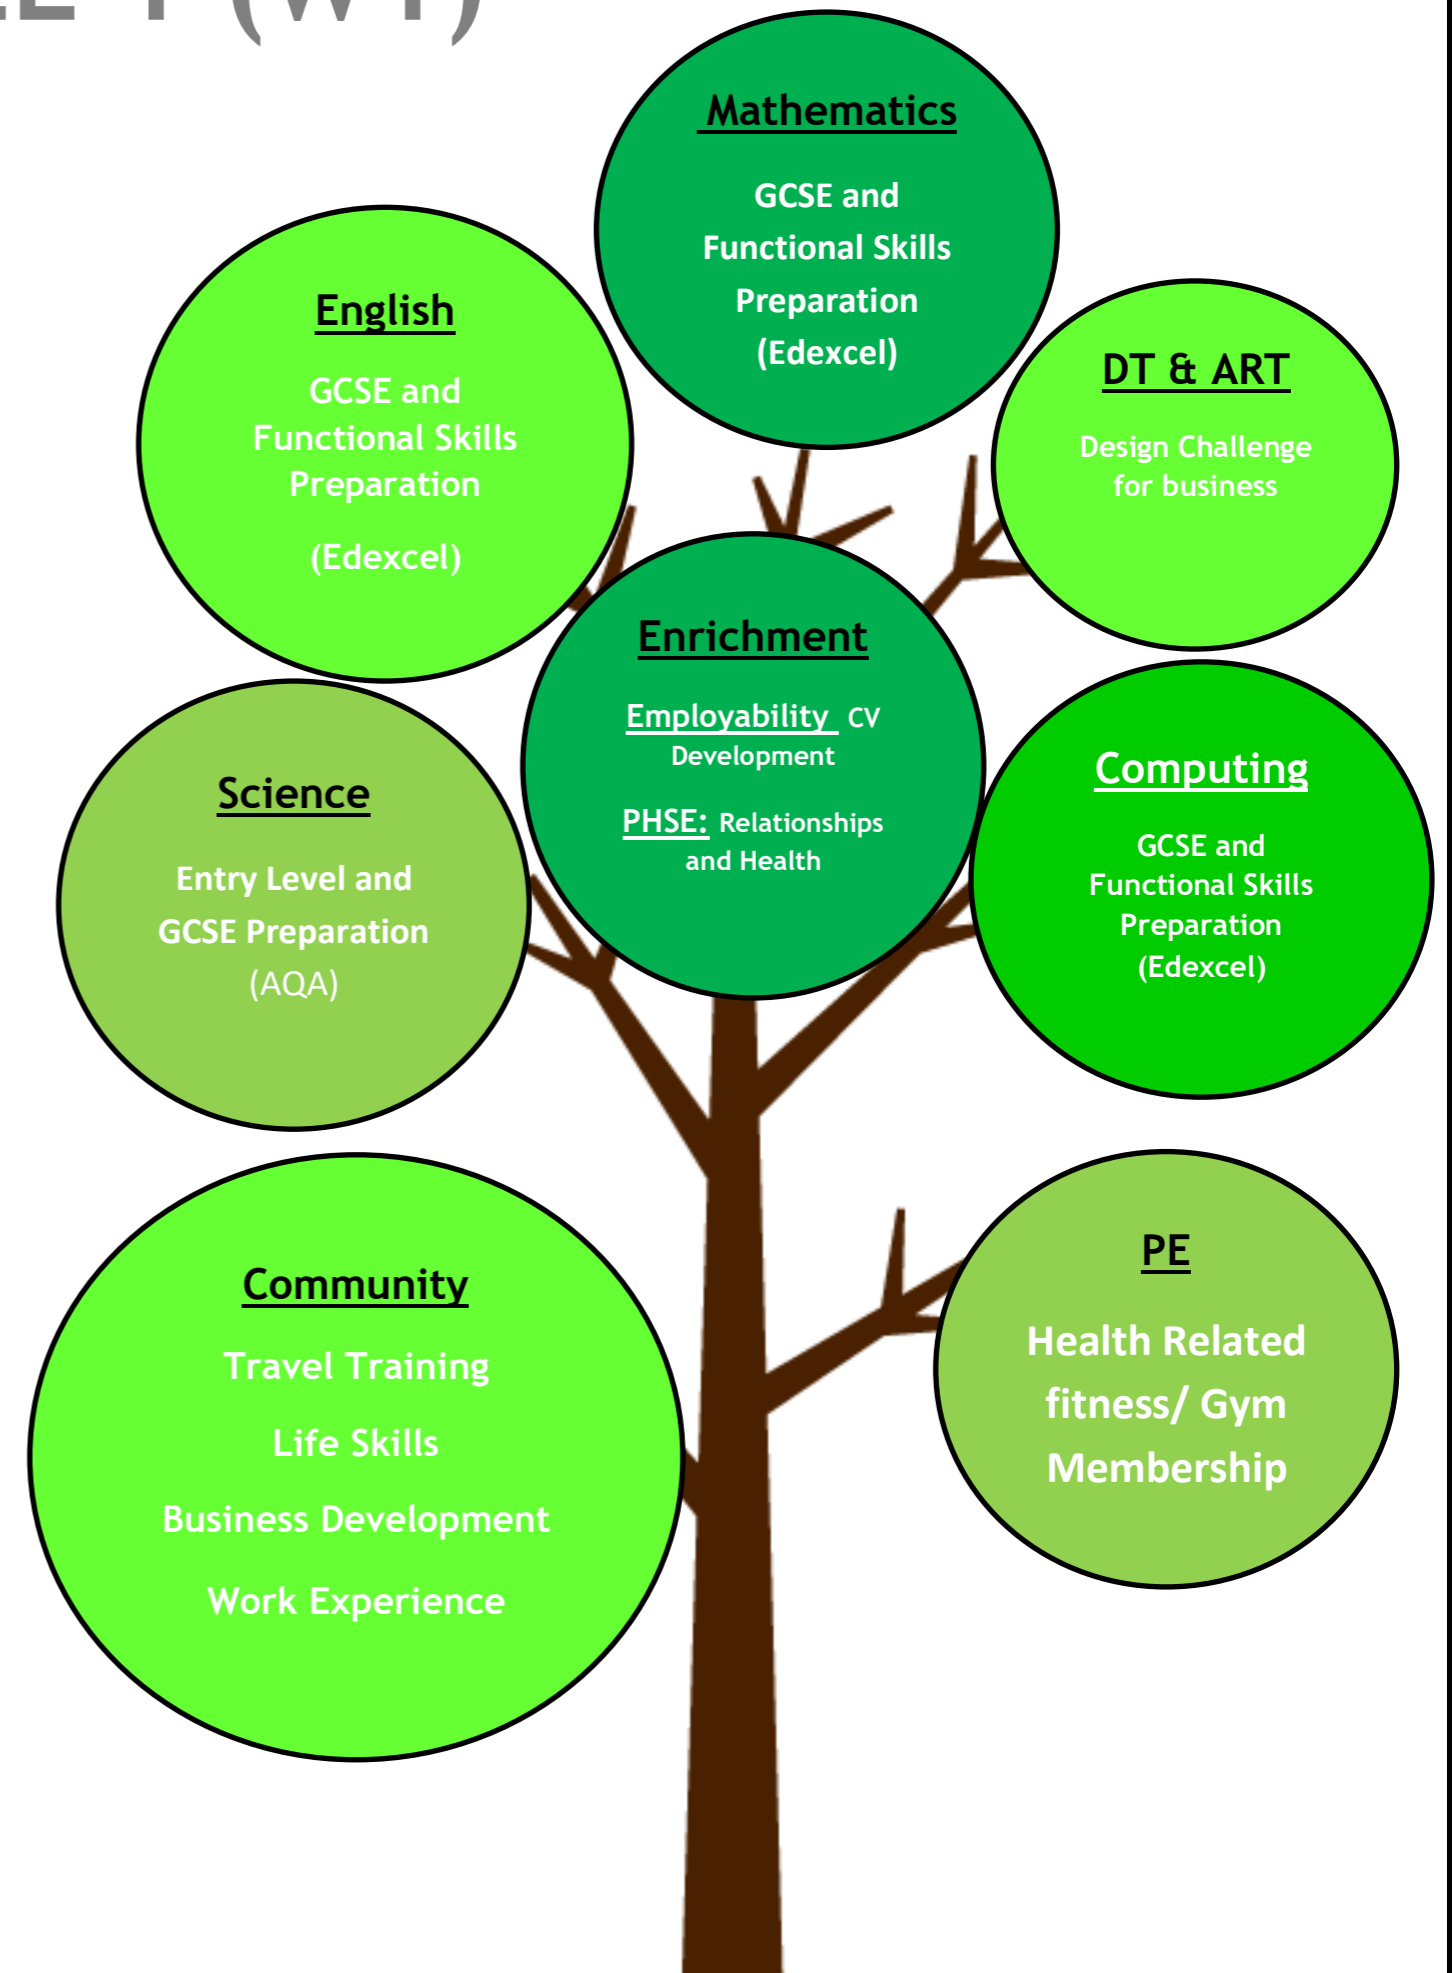 Mathematics
GCSE and
Functional Skills
Preparation
(Edexcel)
English
GCSE and
Functional Skills
Preparation
(Edexcel)
DT & ART
Design Challenge
for business
Enrichment
Employability CV
Development
PHSE: Relationships
and Health
Science
Entry Level and
GCSE Preparation
(AQA)
Computing
GCSE and
Functional Skills
Preparation
(Edexcel)
Community
Travel Training
Life Skills
Business Development
Work Experience
PE
Health Related
fitness/ Gym
Membership